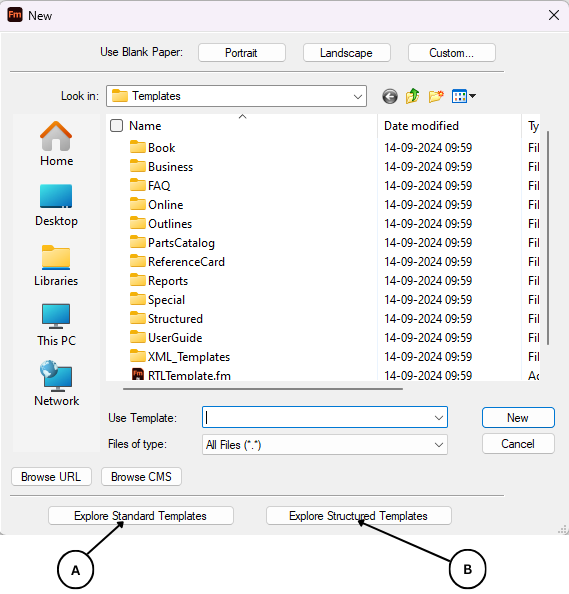 Fm New
Use Blank Paper: Portrait Landscape Custom...
Look in: Templates
Home
Desktop
Libraries
This PC
Network
Name Date modified Ty
Book 14-09-2024 09:59 Fil
Business 14-09-2024 09:59 Fil
FAQ 14-09-2024 09:59 Fil
Online 14-09-2024 09:59 Fil
Outlines 14-09-2024 09:59 Fil
PartsCatalog 14-09-2024 09:59 Fil
ReferenceCard 14-09-2024 09:59 Fil
Reports 14-09-2024 09:59 Fil
Special 14-09-2024 09:59 Fil
Structured 14-09-2024 09:59 Fil
UserGuide 14-09-2024 09:59 Fil
XML_Templates 14-09-2024 09:59 Fil
Fm RTLTemplate.fm 14-09-2024 09:59 Ad
Use Template: New
Files of type: All Files (*.*) Cancel
Browse URL Browse CMS
Explore Standard Templates Explore Structured Templates
A B